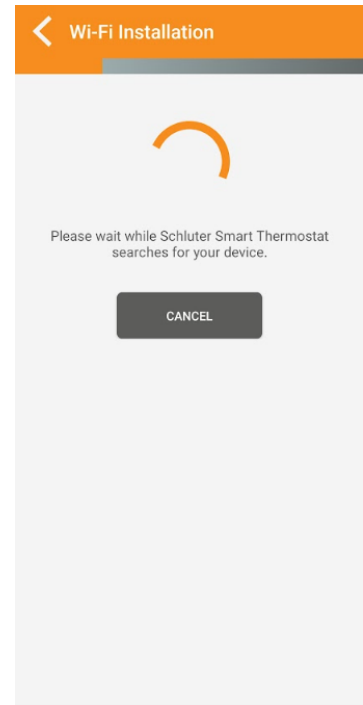 Wi-Fi Installation
Please wait while Schluter Smart Thermostat
searches for your device.
CANCEL